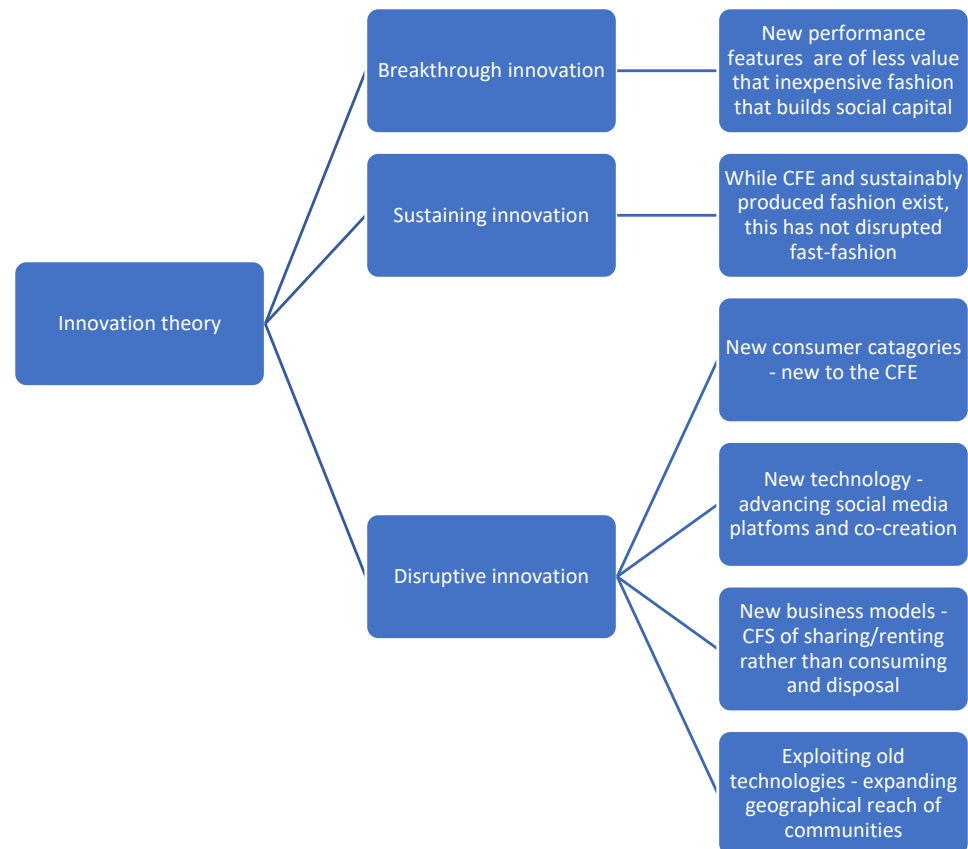 Innovation theory
Breakthrough innovation
New performance
features  are of less value
that inexpensive fashion
that builds social capital
Sustaining innovation
While CFE and sustainably
produced fashion exist,
this has not disrupted
fast-fashion
Disruptive innovation
New consumer catagories
- new to the CFE
New technology -
advancing social media
platfoms and co-creation
New business models -
CFS of sharing/renting
rather than consuming
and disposal
Exploiting old
technologies - expanding
geographical reach of
communities